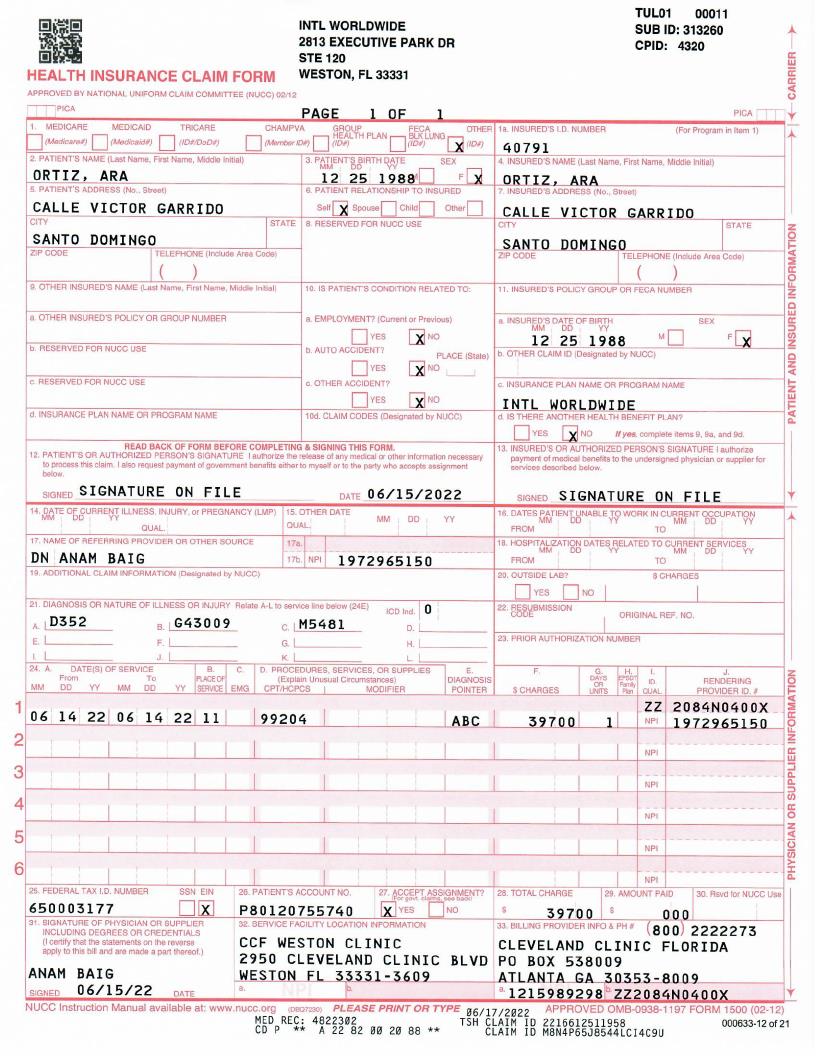 INTL WORLDWIDE
2813 EXECUTIVE PARK DR
STE 120
WESTON, FL 33331
TUL01 00011
SUB ID: 313260
CPID: 4320
HEALTH INSURANCE CLAIM FORM
APPROVED BY NATIONAL UNIFORM CLAIM COMMITTEE (NUCC) 02/12
PICA
PAGE 1 OF 1
PICA
CARRIER
1. MEDICARE MEDICAID TRICARE CHAMPVA GROUP HEALTH PLAN FECA BLK LUNG OTHER
(Medicare#) (Medicaid#) (ID#/DoD#) (Member ID#) (ID#) (ID#) X (ID#)
1a. INSURED'S I.D. NUMBER (For Program in Item 1)
40791
2. PATIENT'S NAME (Last Name, First Name, Middle Initial)
ORTIZ, ARA
3. PATIENT'S BIRTH DATE SEX
MM DD YY
12 25 1988 M F X
4. INSURED'S NAME (Last Name, First Name, Middle Initial)
ORTIZ, ARA
5. PATIENT'S ADDRESS (No., Street)
CALLE VICTOR GARRIDO
6. PATIENT RELATIONSHIP TO INSURED
Self X Spouse Child Other
7. INSURED'S ADDRESS (No., Street)
CALLE VICTOR GARRIDO
CITY STATE
SANTO DOMINGO
8. RESERVED FOR NUCC USE
CITY STATE
SANTO DOMINGO
ZIP CODE TELEPHONE (Include Area Code)
( )
ZIP CODE TELEPHONE (Include Area Code)
( )
9. OTHER INSURED'S NAME (Last Name, First Name, Middle Initial)
10. IS PATIENT'S CONDITION RELATED TO:
11. INSURED'S POLICY GROUP OR FECA NUMBER
a. OTHER INSURED'S POLICY OR GROUP NUMBER
a. EMPLOYMENT? (Current or Previous)
YES X NO
a. INSURED'S DATE OF BIRTH SEX
MM DD YY
12 25 1988 M F X
b. RESERVED FOR NUCC USE
b. AUTO ACCIDENT? PLACE (State)
YES X NO
b. OTHER CLAIM ID (Designated by NUCC)
c. RESERVED FOR NUCC USE
c. OTHER ACCIDENT?
YES X NO
c. INSURANCE PLAN NAME OR PROGRAM NAME
INTL WORLDWIDE
d. INSURANCE PLAN NAME OR PROGRAM NAME
10d. CLAIM CODES (Designated by NUCC)
d. IS THERE ANOTHER HEALTH BENEFIT PLAN?
YES X NO If yes, complete items 9, 9a, and 9d.
READ BACK OF FORM BEFORE COMPLETING & SIGNING THIS FORM.
12. PATIENT'S OR AUTHORIZED PERSON'S SIGNATURE I authorize the release of any medical or other information necessary
to process this claim. I also request payment of government benefits either to myself or to the party who accepts assignment
below.
SIGNED SIGNATURE ON FILE DATE 06/15/2022
13. INSURED'S OR AUTHORIZED PERSON'S SIGNATURE I authorize
payment of medical benefits to the undersigned physician or supplier for
services described below.
SIGNED SIGNATURE ON FILE
PATIENT AND INSURED INFORMATION
14. DATE OF CURRENT ILLNESS, INJURY, or PREGNANCY (LMP)
MM DD YY
QUAL.
15. OTHER DATE
QUAL. MM DD YY
16. DATES PATIENT UNABLE TO WORK IN CURRENT OCCUPATION
MM DD YY MM DD YY
FROM TO
17. NAME OF REFERRING PROVIDER OR OTHER SOURCE
DN ANAM BAIG
17a.
17b. NPI 1972965150
18. HOSPITALIZATION DATES RELATED TO CURRENT SERVICES
MM DD YY MM DD YY
FROM TO
19. ADDITIONAL CLAIM INFORMATION (Designated by NUCC)
20. OUTSIDE LAB? $ CHARGES
YES NO
21. DIAGNOSIS OR NATURE OF ILLNESS OR INJURY Relate A-L to service line below (24E) ICD Ind. 0
A. D352 B. G43009 C. M5481 D.
E. F. G. H.
I. J. K. L.
22. RESUBMISSION CODE ORIGINAL REF. NO.
23. PRIOR AUTHORIZATION NUMBER
24. A. DATE(S) OF SERVICE B. C. D. PROCEDURES, SERVICES, OR SUPPLIES E. F. G. H. I. J.
From To PLACE OF (Explain Unusual Circumstances) DIAGNOSIS DAYS OR EPSDT Family ID. RENDERING
MM DD YY MM DD YY SERVICE EMG CPT/HCPCS MODIFIER POINTER $ CHARGES UNITS Plan QUAL. PROVIDER ID. #
1 ZZ 2084N0400X
06 14 22 06 14 22 11 99204 ABC 39700 1 NPI 1972965150
2 NPI
3 NPI
4 NPI
5 NPI
6 NPI
PHYSICIAN OR SUPPLIER INFORMATION
25. FEDERAL TAX I.D. NUMBER SSN EIN
650003177 X
26. PATIENT'S ACCOUNT NO.
P80120755740
27. ACCEPT ASSIGNMENT?
(For govt. claims, see back)
X YES NO
28. TOTAL CHARGE
$ 39700
29. AMOUNT PAID
$ 000
30. Rsvd for NUCC Use
31. SIGNATURE OF PHYSICIAN OR SUPPLIER
INCLUDING DEGREES OR CREDENTIALS
(I certify that the statements on the reverse
apply to this bill and are made a part thereof.)
ANAM BAIG
SIGNED 06/15/22 DATE
32. SERVICE FACILITY LOCATION INFORMATION
CCF WESTON CLINIC
2950 CLEVELAND CLINIC BLVD
WESTON FL 33331-3609
a. NPI b.
33. BILLING PROVIDER INFO & PH # (800) 2222273
CLEVELAND CLINIC FLORIDA
PO BOX 538009
ATLANTA GA 30353-8009
a. 1215989298 b. ZZ2084N0400X
NUCC Instruction Manual available at: www.nucc.org (DBQ7230) PLEASE PRINT OR TYPE APPROVED OMB-0938-1197 FORM 1500 (02-12)
06/17/2022
MED REC: 4822302 TSH CLAIM ID 2216612511958 000633-12 of 21
CD P ** A 22 82 00 20 88 ** CLAIM ID M8N4P65J8544LCI4C9U